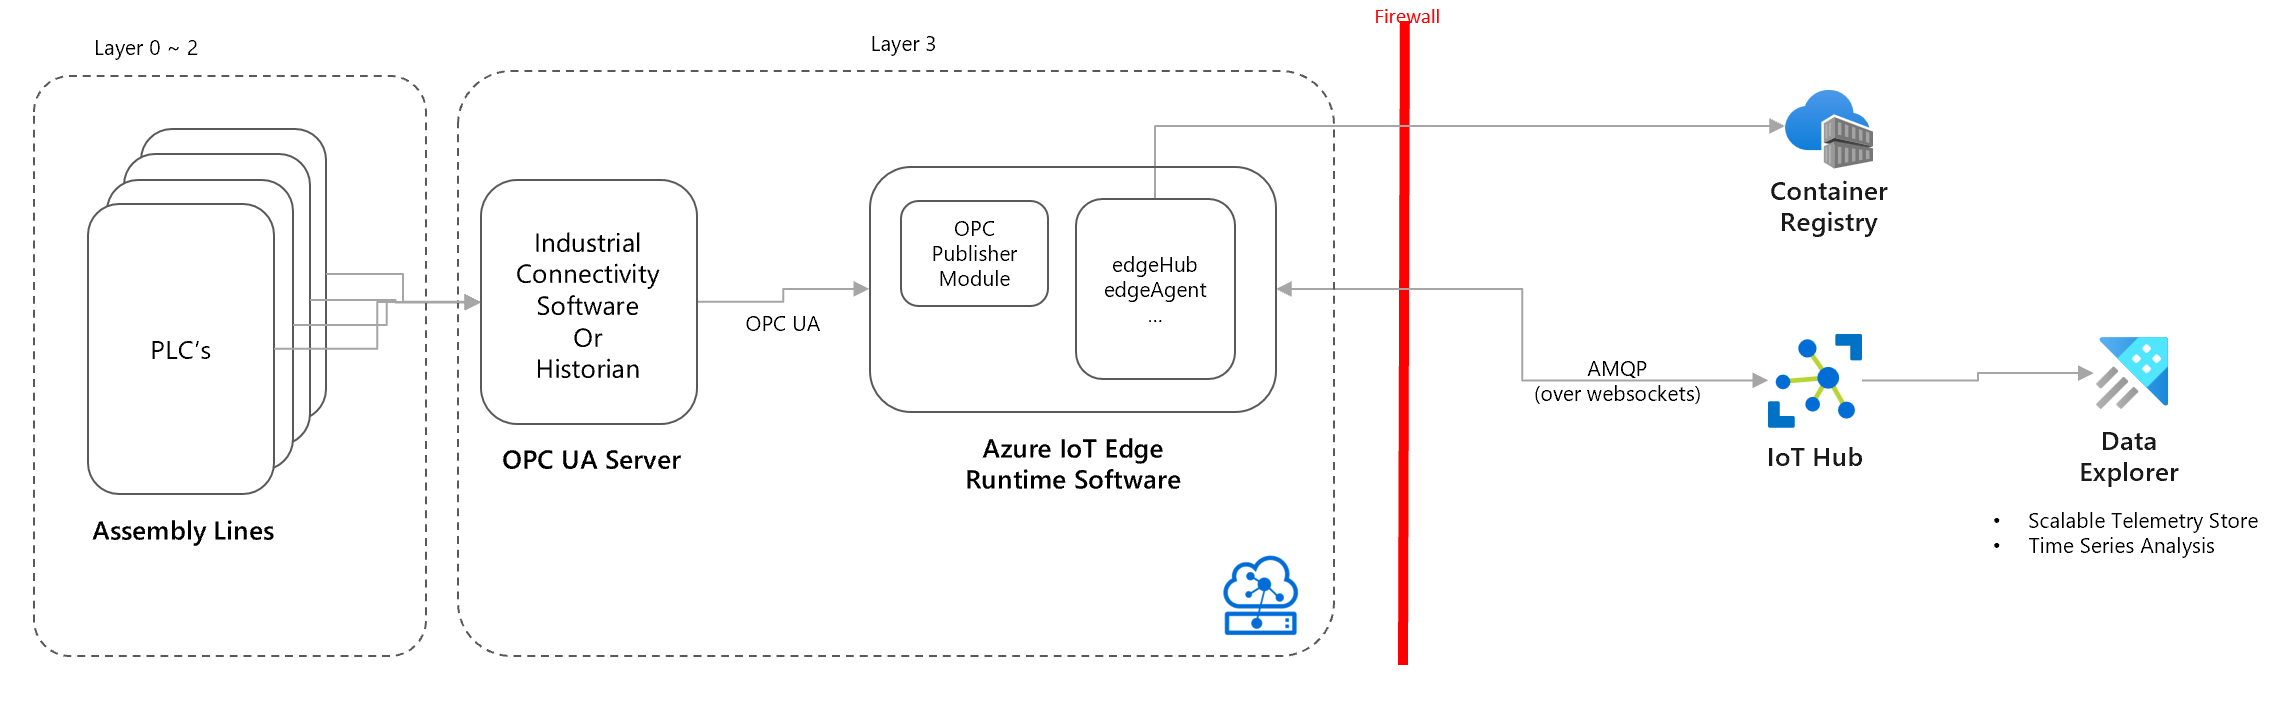 Firewall
Layer 0 ~ 2
Layer 3
PLC’s
Assembly Lines
Industrial
Connectivity
Software
Or
Historian
OPC UA Server
OPC UA
OPC
Publisher
Module
edgeHub
edgeAgent
...
Azure IoT Edge
Runtime Software
Container
Registry
AMQP
(over websockets)
IoT Hub
Data
Explorer
• Scalable Telemetry Store
• Time Series Analysis